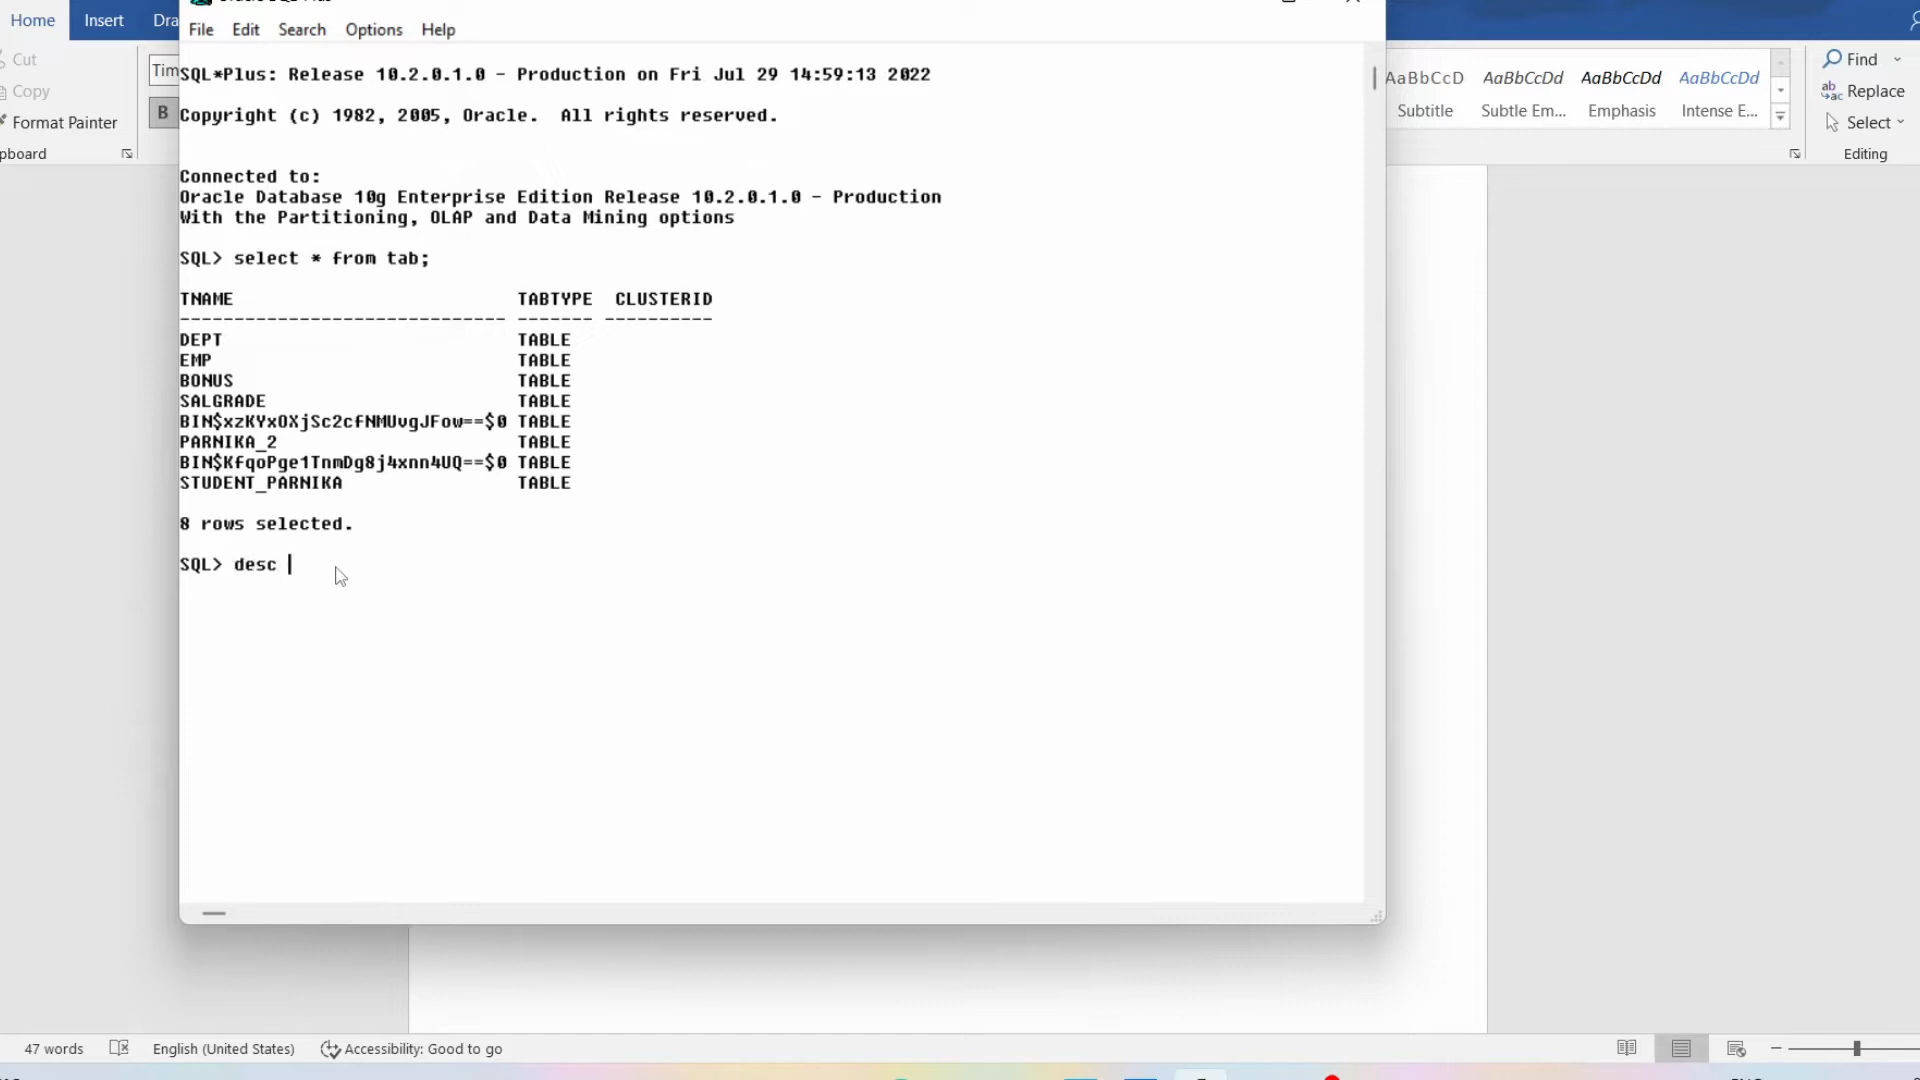 Home Insert Dra
Cut
Copy
Format Painter
pboard
Tim
B
File Edit Search Options Help
SQL*Plus: Release 10.2.0.1.0 - Production on Fri Jul 29 14:59:13 2022
Copyright (c) 1982, 2005, Oracle.  All rights reserved.
Connected to:
Oracle Database 10g Enterprise Edition Release 10.2.0.1.0 - Production
With the Partitioning, OLAP and Data Mining options
SQL> select * from tab;
TNAME TABTYPE CLUSTERID
------------------------------ ------- ----------
DEPT TABLE
EMP TABLE
BONUS TABLE
SALGRADE TABLE
BIN$xzKYxOXjSc2cfNMUvgJFow==$0 TABLE
PARNIKA_2 TABLE
BIN$KfqoPge1TnmDg8j4xnn4UQ==$0 TABLE
STUDENT_PARNIKA TABLE
8 rows selected.
SQL> desc
AaBbCcD AaBbCcDd AaBbCcDd AaBbCcDd
Subtitle Subtle Em... Emphasis Intense E...
Find
Replace
Select
Editing
47 words English (United States) Accessibility: Good to go